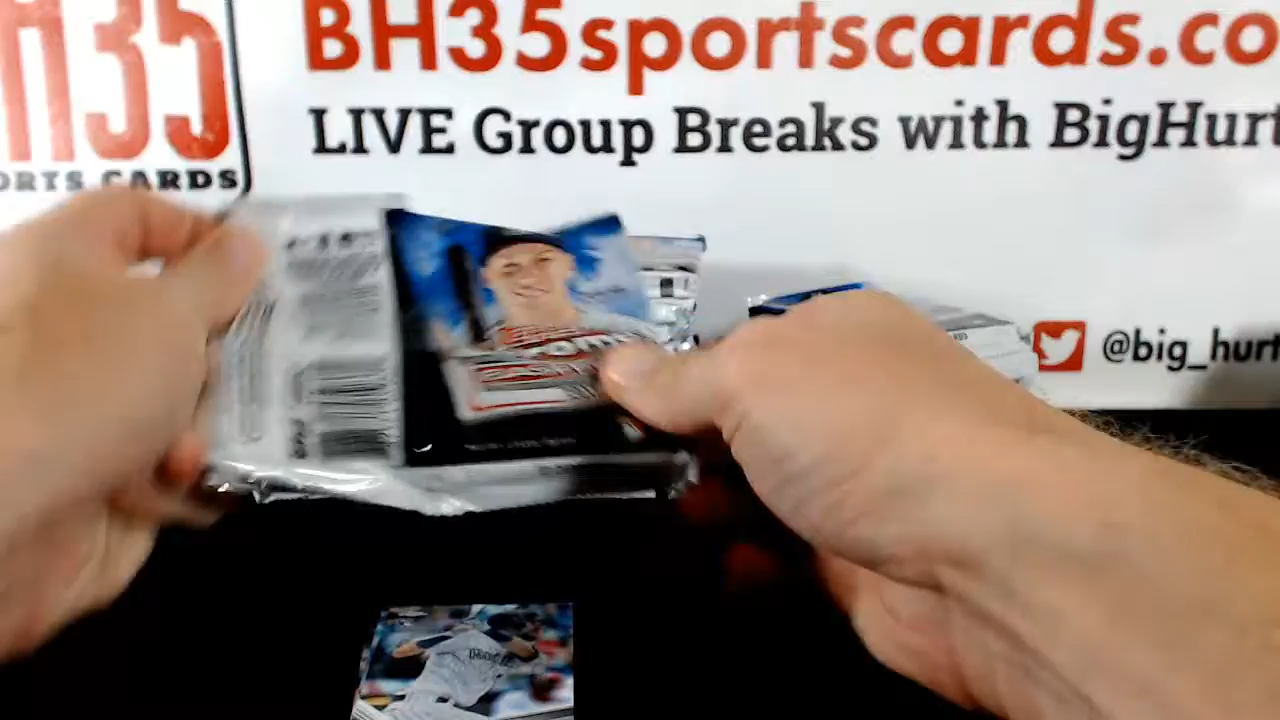 H35
ORTS CARDS
BH35sportscards.co
LIVE Group Breaks with BigHurt
@big_hurt